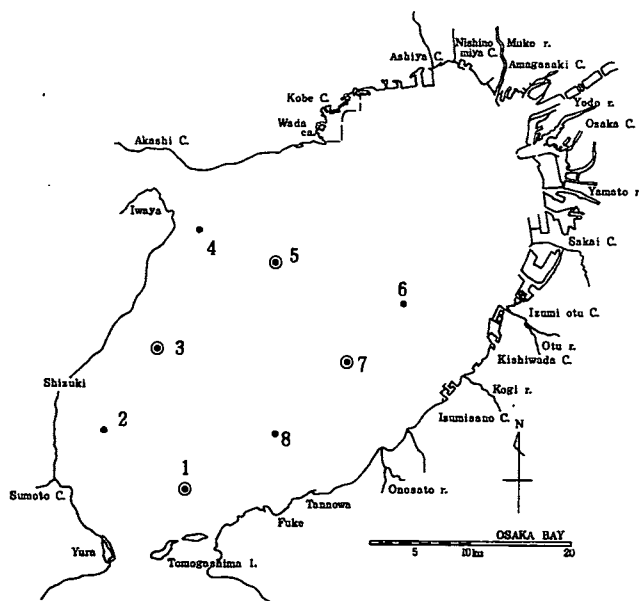 Ashiya C.
Nishino
miya C.
Muko r.
Amagasaki C.
Kobe C.
Yodo r.
Wada
ca.
Osaka C.
Akashi C.
Yamato r
Iwaya
4
5
Sakai C.
6
Izumi otu C.
3
7
Otu r.
Kishiwada C.
Shizuki
Kogi r.
2
Isumisano C.
8
N
1
Sumoto C.
Onosato r.
Tannowa
Fuke
Yura
Tomogashima I.
OSAKA BAY
5
10 km
20